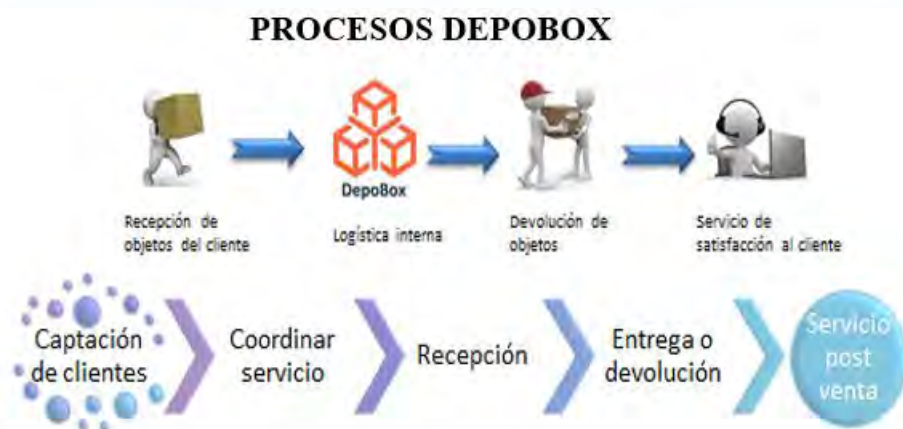 PROCESOS DEPOBOX
DepoBox
Recepción de
objetos del cliente
Logística interna
Devolución de
objetos
Servicio de
satisfacción al cliente
Captación
de clientes
Coordinar
servicio
Recepción
Entrega o
devolución
Servicio
post
venta